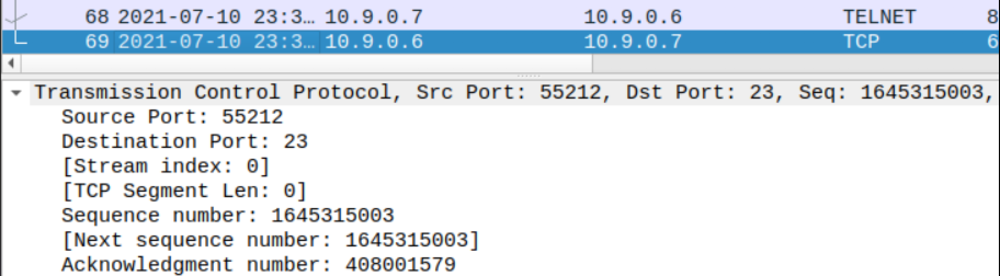 68 2021-07-10 23:3… 10.9.0.7 10.9.0.6 TELNET 8
69 2021-07-10 23:3… 10.9.0.6 10.9.0.7 TCP 6
Transmission Control Protocol, Src Port: 55212, Dst Port: 23, Seq: 1645315003,
Source Port: 55212
Destination Port: 23
[Stream index: 0]
[TCP Segment Len: 0]
Sequence number: 1645315003
[Next sequence number: 1645315003]
Acknowledgment number: 408001579